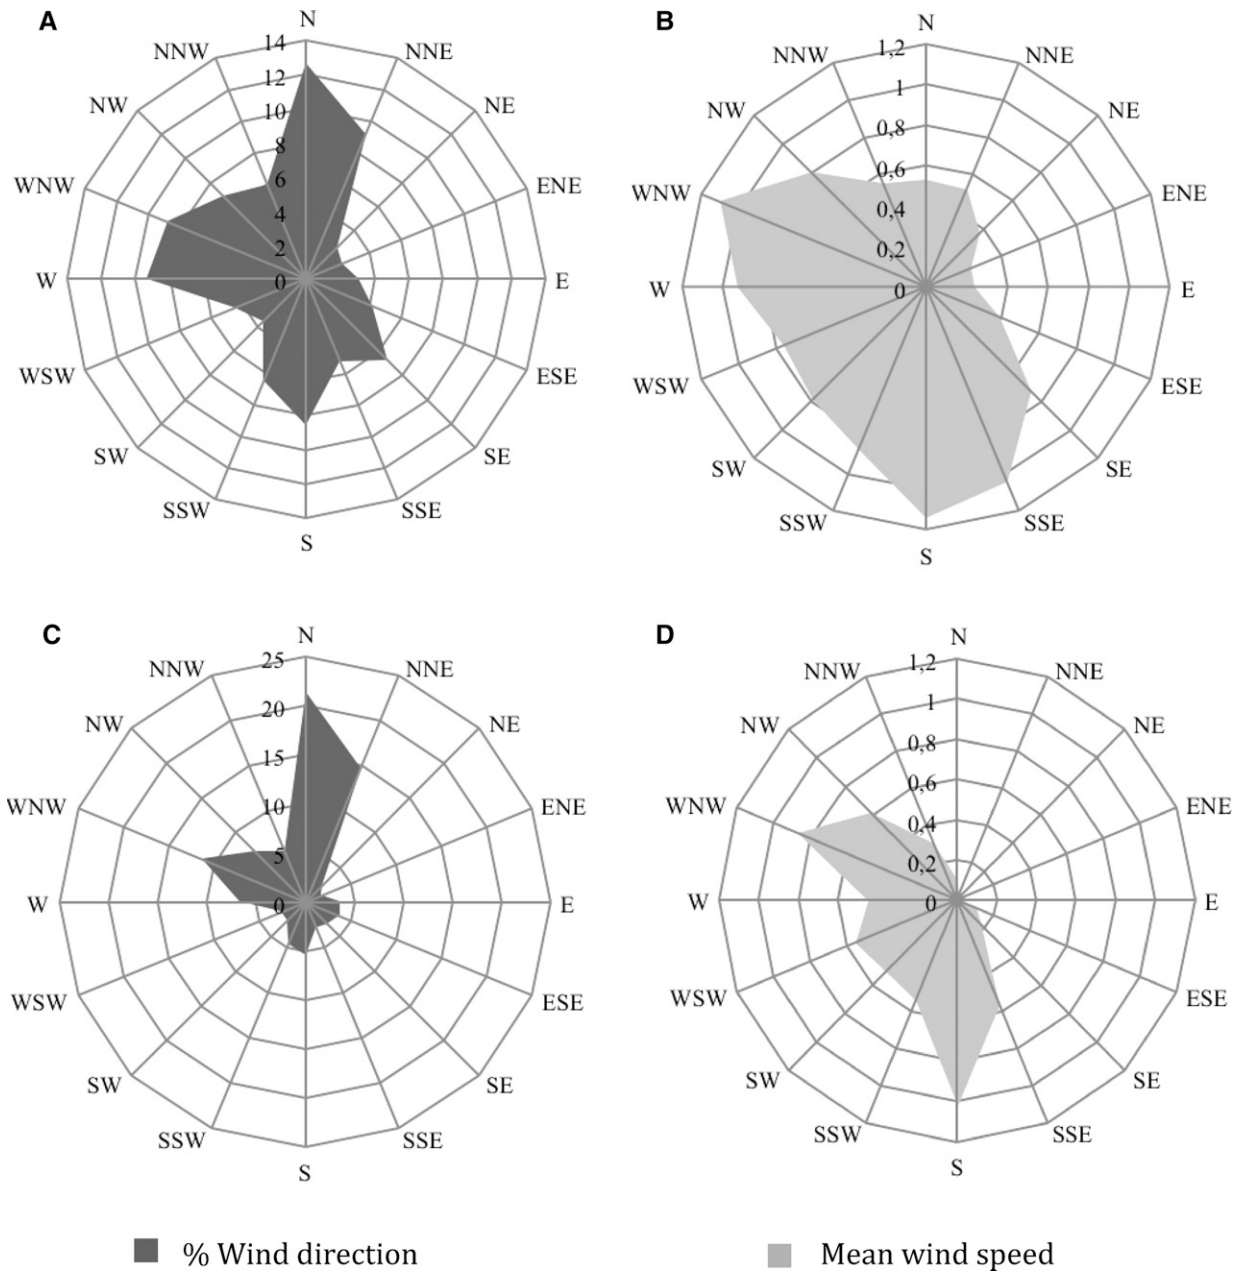 A
N
NNE
NE
ENE
E
ESE
SE
SSE
S
SSW
SW
WSW
W
WNW
NW
NNW
14
12
10
8
6
4
2
0
B
N
NNE
NE
ENE
E
ESE
SE
SSE
S
SSW
SW
WSW
W
WNW
NW
NNW
1,2
1
0,8
0,6
0,4
0,2
0
C
N
NNE
NE
ENE
E
ESE
SE
SSE
S
SSW
SW
WSW
W
WNW
NW
NNW
25
20
15
10
5
0
D
N
NNE
NE
ENE
E
ESE
SE
SSE
S
SSW
SW
WSW
W
WNW
NW
NNW
1,2
1
0,8
0,6
0,4
0,2
0
% Wind direction
Mean wind speed